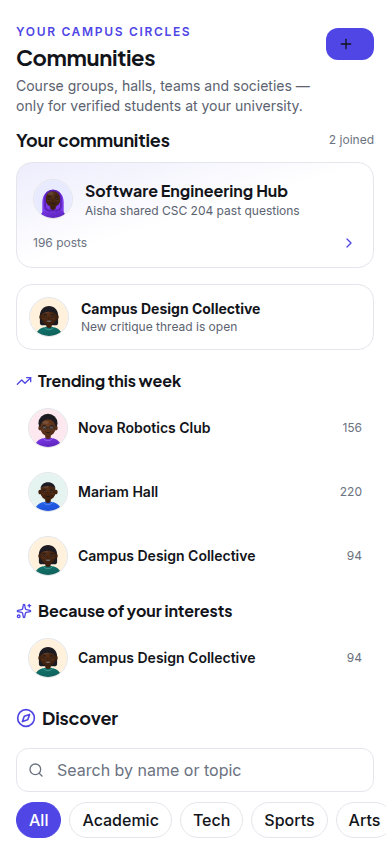 YOUR CAMPUS CIRCLES
Communities
Course groups, halls, teams and societies —
only for verified students at your university.
Your communities
2 joined
Software Engineering Hub
Aisha shared CSC 204 past questions
196 posts
Campus Design Collective
New critique thread is open
Trending this week
Nova Robotics Club
156
Mariam Hall
220
Campus Design Collective
94
Because of your interests
Campus Design Collective
94
Discover
Search by name or topic
All
Academic
Tech
Sports
Arts